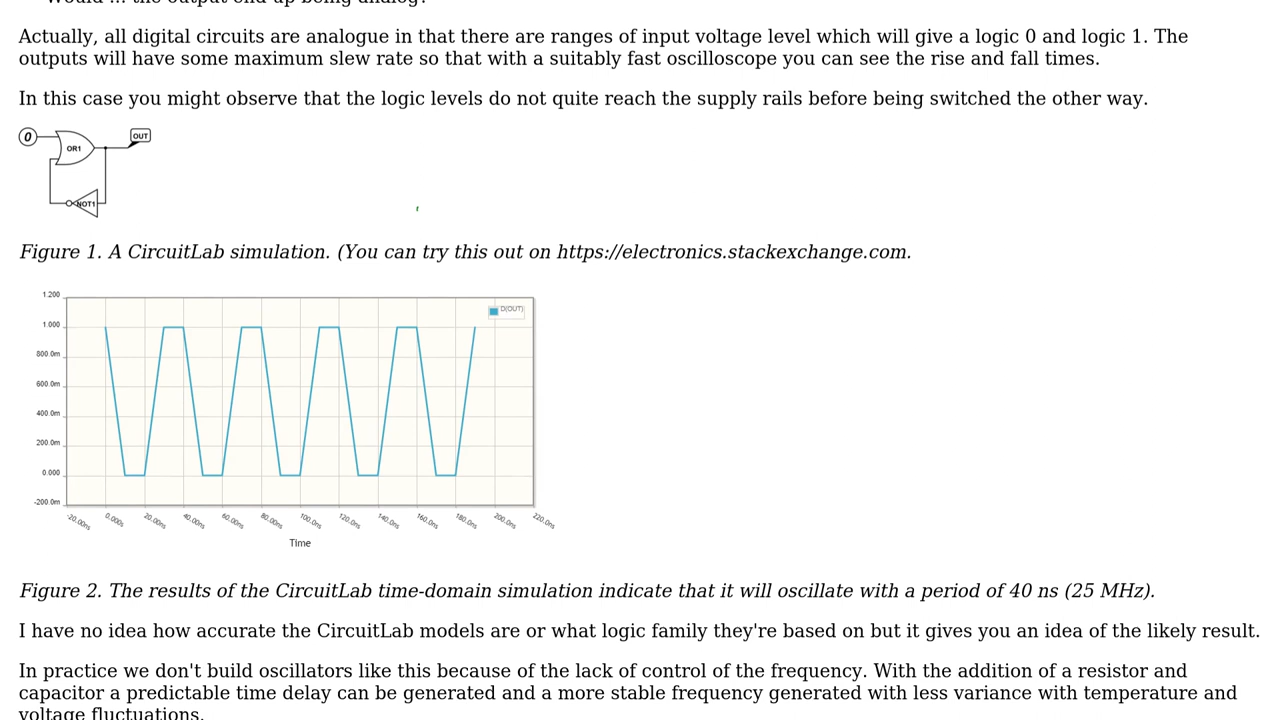 would ... the output end up being analog?
Actually, all digital circuits are analogue in that there are ranges of input voltage level which will give a logic 0 and logic 1. The
outputs will have some maximum slew rate so that with a suitably fast oscilloscope you can see the rise and fall times.
In this case you might observe that the logic levels do not quite reach the supply rails before being switched the other way.
0
OUT
OR1
NOT1
Figure 1. A CircuitLab simulation. (You can try this out on https://electronics.stackexchange.com.
1.200
D(OUT)
1.000
800.0m
600.0m
400.0m
200.0m
0.000
-200.0m
-20.00ns 0.000s 20.00ns 40.00ns 60.00ns 80.00ns 100.0ns 120.0ns 140.0ns 160.0ns 180.0ns 200.0ns 220.0ns
Time
Figure 2. The results of the CircuitLab time-domain simulation indicate that it will oscillate with a period of 40 ns (25 MHz).
I have no idea how accurate the CircuitLab models are or what logic family they're based on but it gives you an idea of the likely result.
In practice we don't build oscillators like this because of the lack of control of the frequency. With the addition of a resistor and
capacitor a predictable time delay can be generated and a more stable frequency generated with less variance with temperature and
voltage fluctuations.